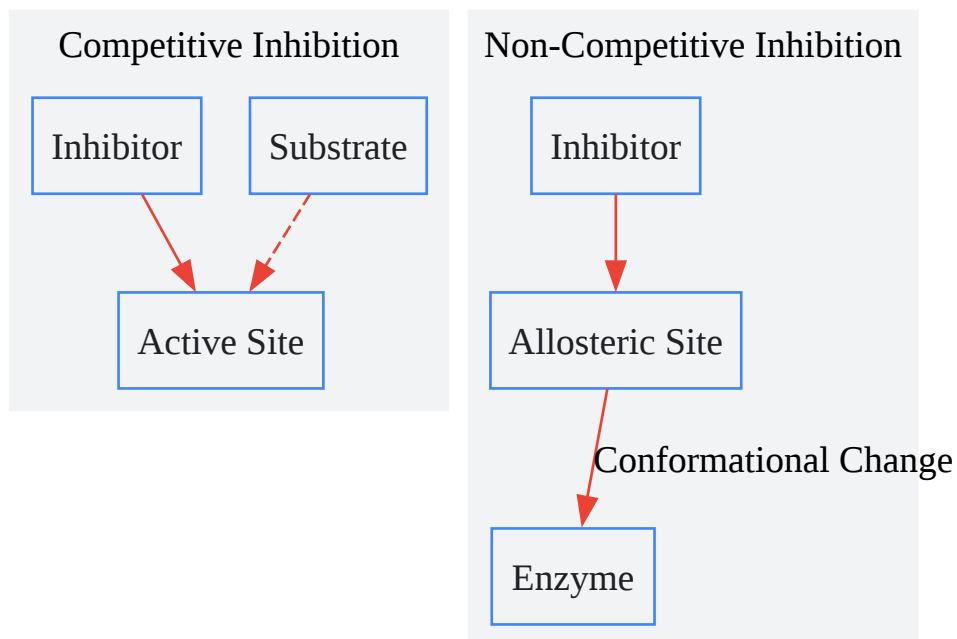 Competitive Inhibition
Inhibitor
Substrate
Active Site
Non-Competitive Inhibition
Inhibitor
Allosteric Site
Conformational Change
Enzyme